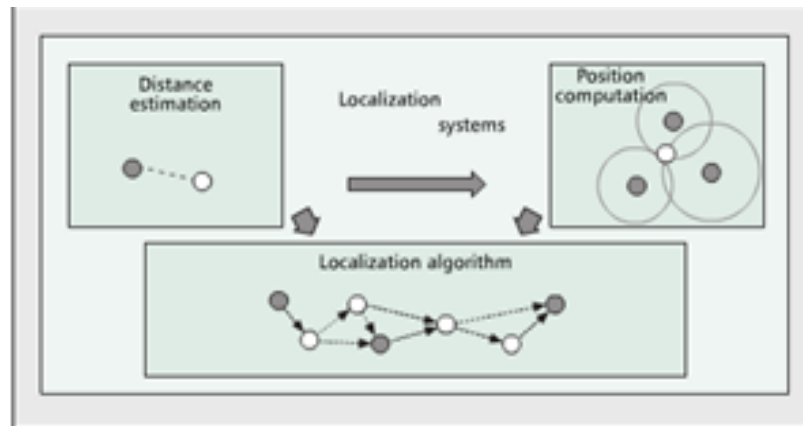 Distance
estimation
Localization
systems
Position
computation
Localization algorithm